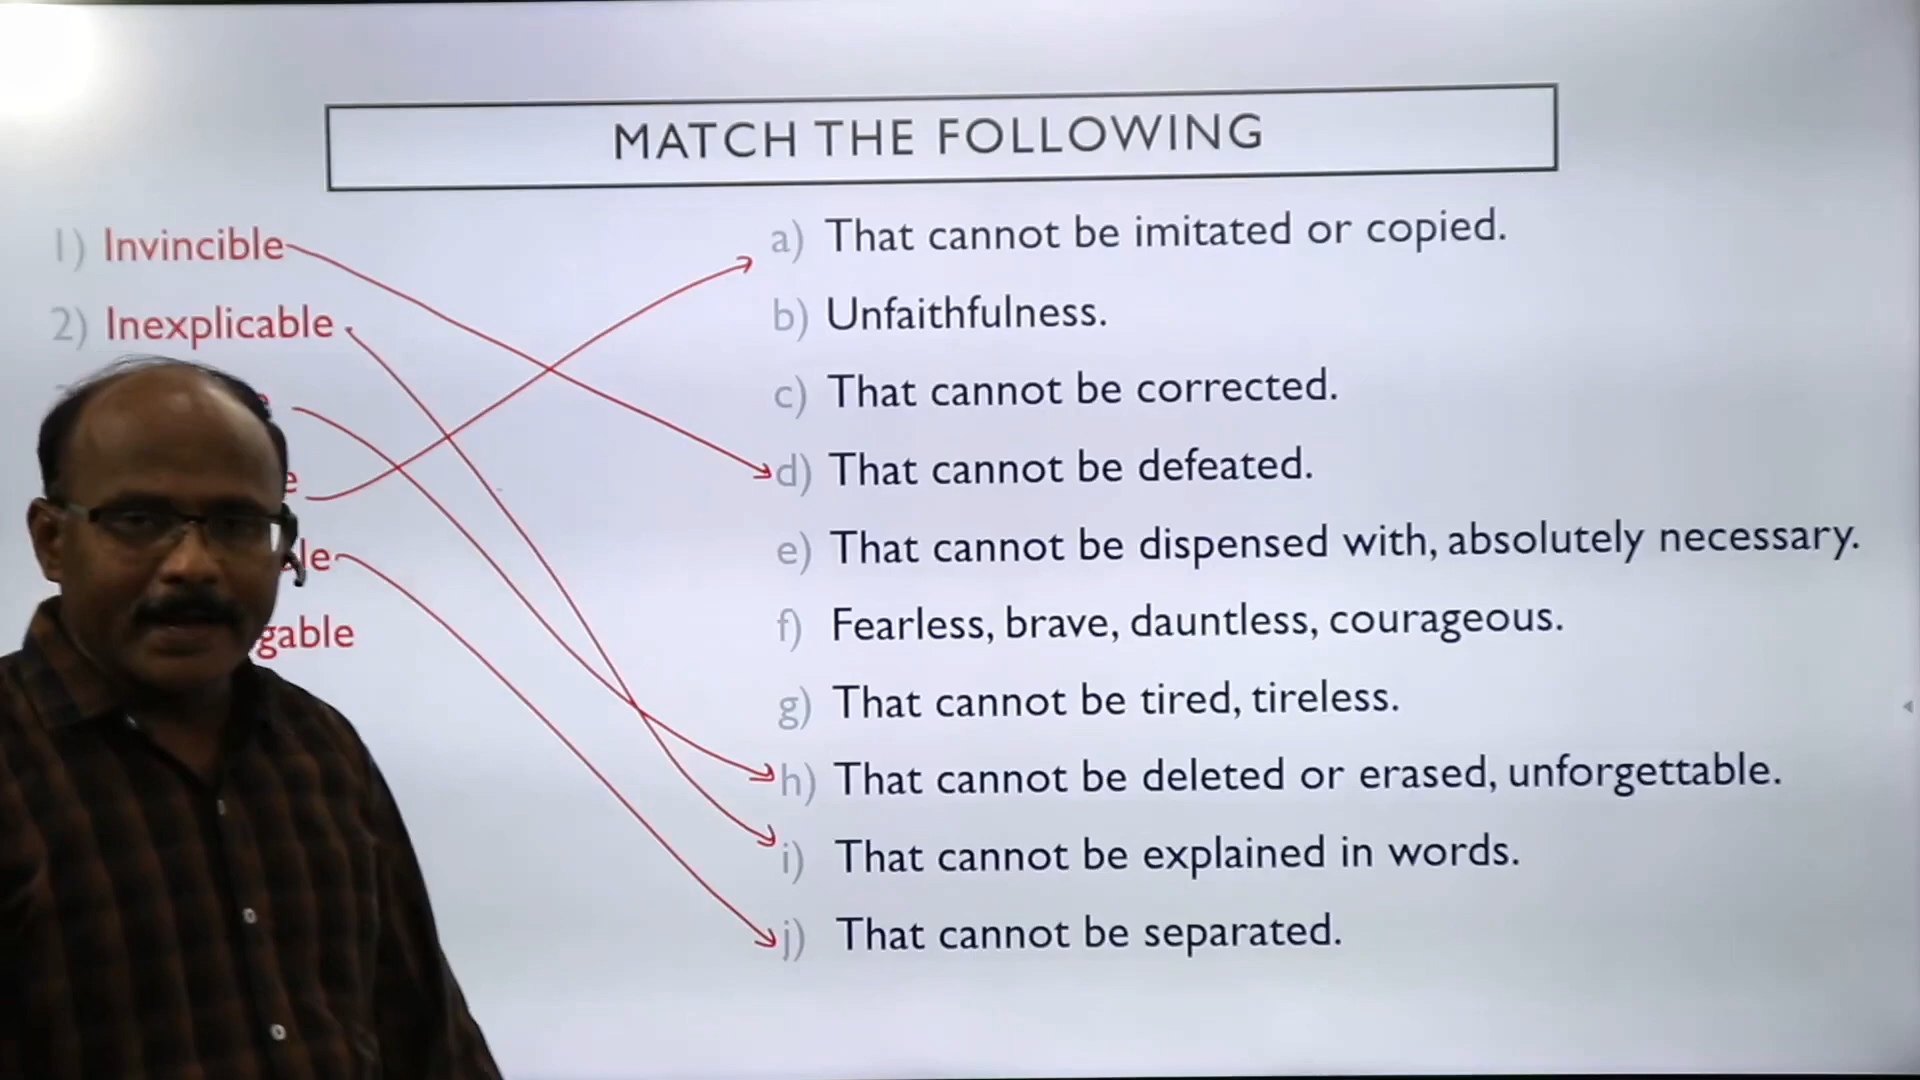 MATCH THE FOLLOWING
1) Invincible
2) Inexplicable
gable
a) That cannot be imitated or copied.
b) Unfaithfulness.
c) That cannot be corrected.
d) That cannot be defeated.
e) That cannot be dispensed with, absolutely necessary.
f) Fearless, brave, dauntless, courageous.
g) That cannot be tired, tireless.
h) That cannot be deleted or erased, unforgettable.
i) That cannot be explained in words.
j) That cannot be separated.